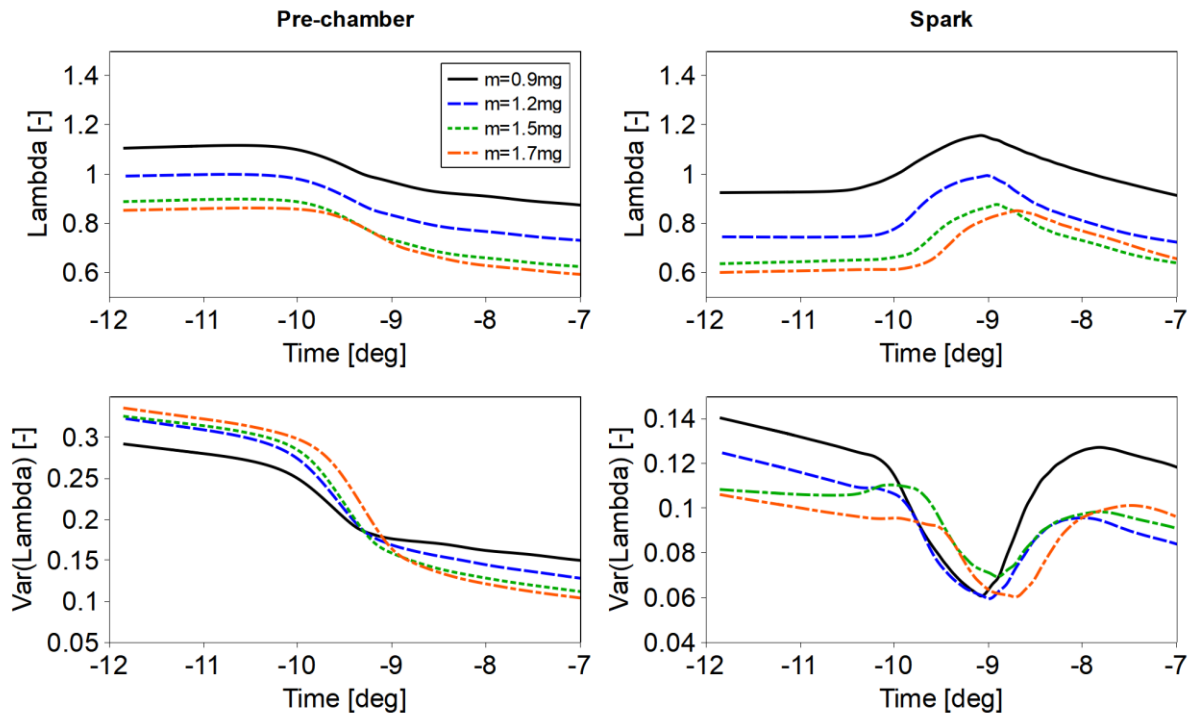 Pre-chamber
Spark
Lambda [-]
1.4
1.2
1
0.8
0.6
m=0.9mg
m=1.2mg
m=1.5mg
m=1.7mg
-12 -11 -10 -9 -8 -7
Time [deg]
Lambda [-]
1.4
1.2
1
0.8
0.6
-12 -11 -10 -9 -8 -7
Time [deg]
Var(Lambda) [-]
0.3
0.25
0.2
0.15
0.1
0.05
-12 -11 -10 -9 -8 -7
Time [deg]
Var(Lambda) [-]
0.14
0.12
0.1
0.08
0.06
0.04
-12 -11 -10 -9 -8 -7
Time [deg]